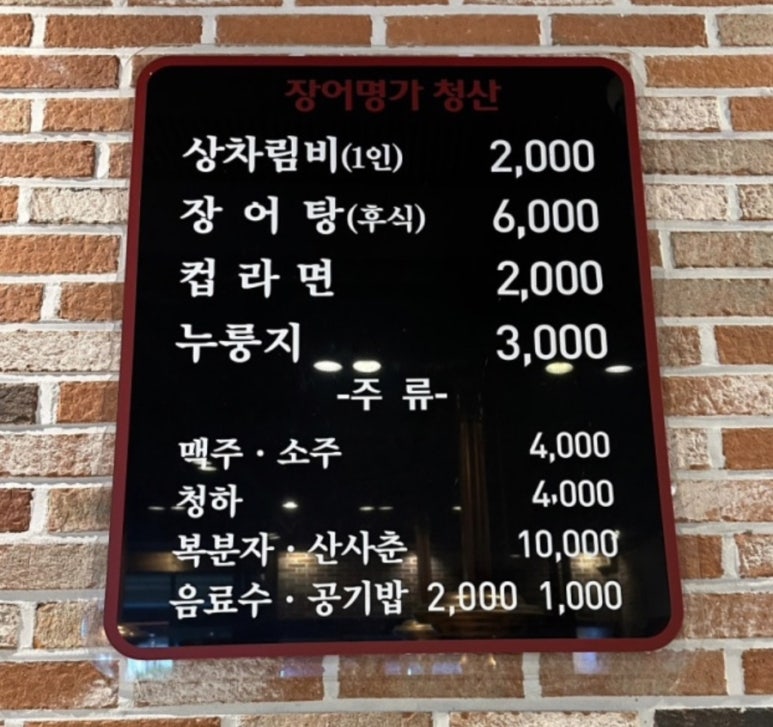 장어명가 청산
상차림비(1인) 2,000
장 어 탕(후식) 6,000
컵 라 면 2,000
누룽지 3,000
-주 류-
맥주 · 소주 4,000
청하 4,000
복분자 · 산사춘 10,000
음료수 · 공기밥 2,000 1,000